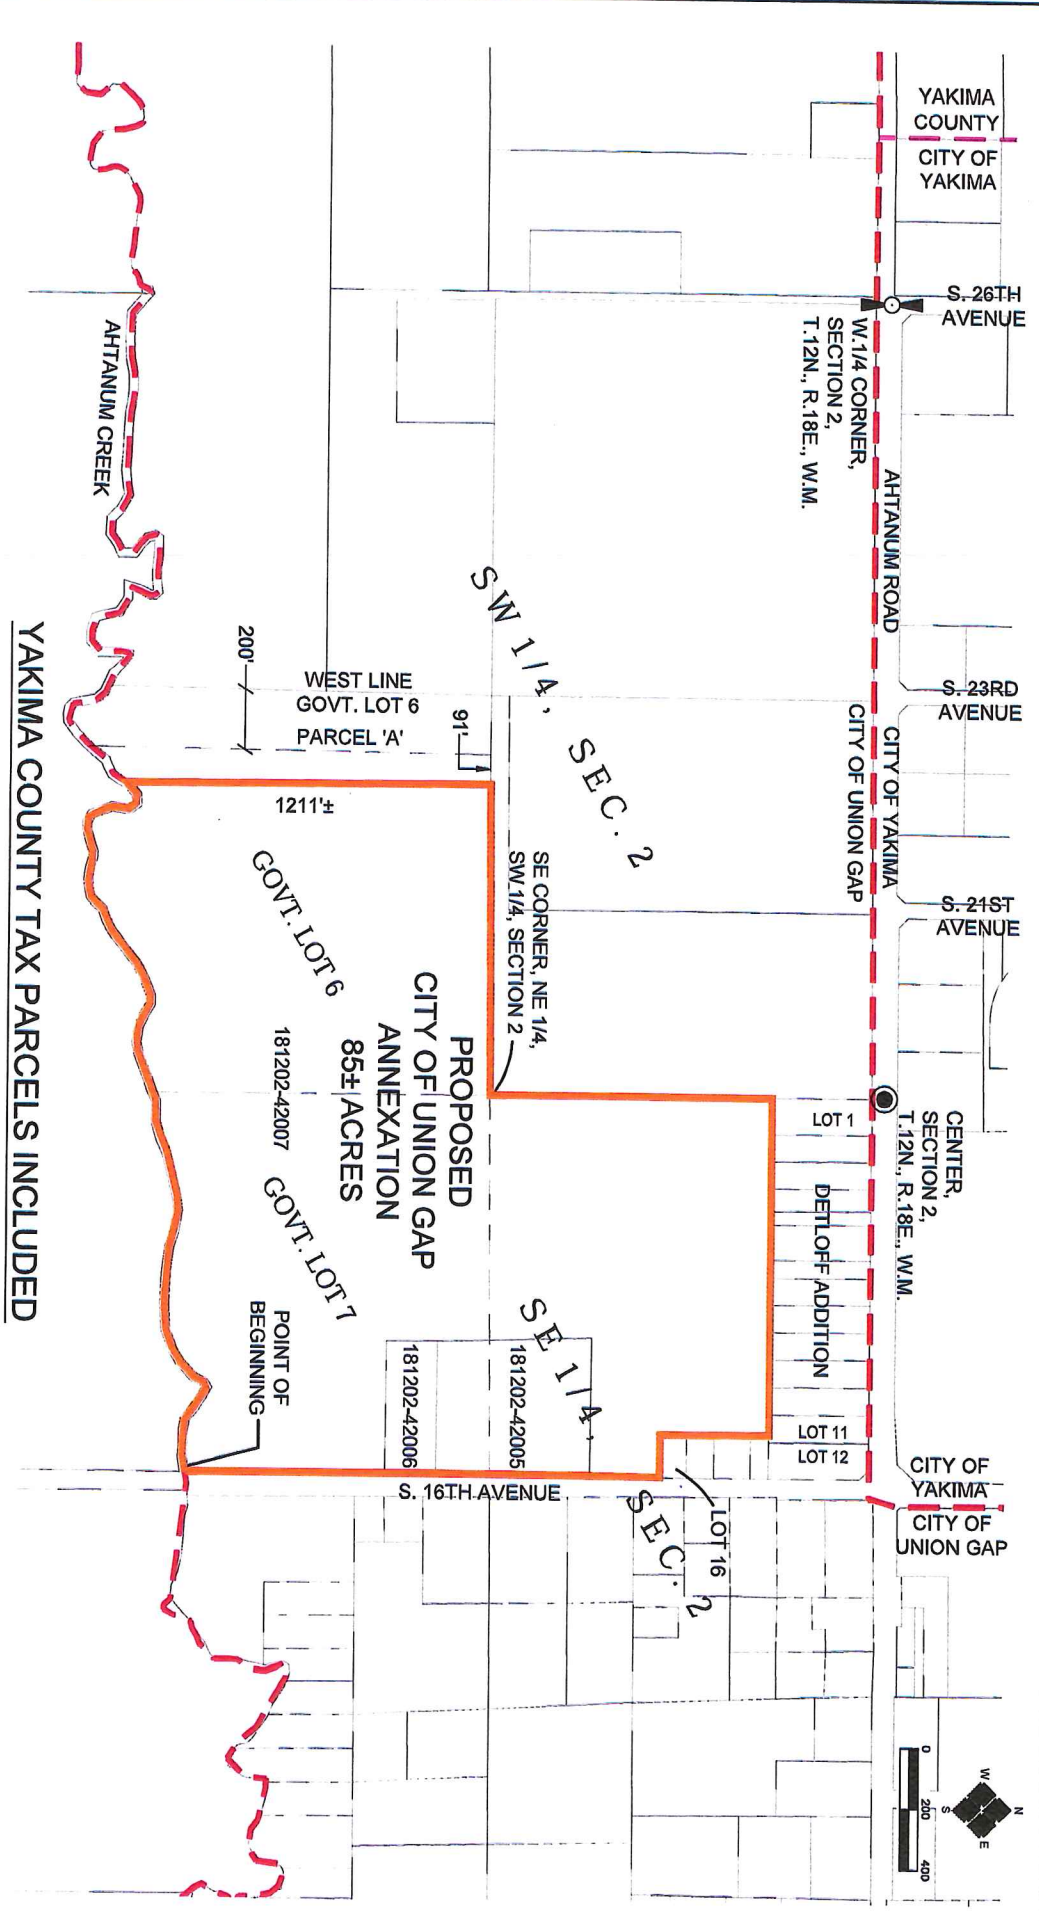 YAKIMA
COUNTY
CITY OF
YAKIMA
S. 26TH
AVENUE
W.1/4 CORNER,
SECTION 2,
T.12N., R.18E., W.M.
AHTANUM ROAD
S. 23RD
AVENUE
CITY OF YAKIMA
CITY OF UNION GAP
S. 21ST
AVENUE
CENTER,
SECTION 2,
T.12N., R.18E., W.M.
CITY OF
YAKIMA
CITY OF
UNION GAP
N
W
E
S
0
200
400
LOT 1
DETLOFF ADDITION
LOT 11
LOT 12
LOT 16
SW 1/4, SEC. 2
SE CORNER, NE 1/4,
SW 1/4, SECTION 2
SE 1/4, SEC. 2
AHTANUM CREEK
200'
WEST LINE
GOVT. LOT 6
PARCEL 'A'
91'
1211'±
GOVT. LOT 6
PROPOSED
CITY OF UNION GAP
ANNEXATION
85± ACRES
181202-42007
GOVT. LOT 7
181202-42005
181202-42006
POINT OF
BEGINNING
S. 16TH AVENUE
YAKIMA COUNTY TAX PARCELS INCLUDED